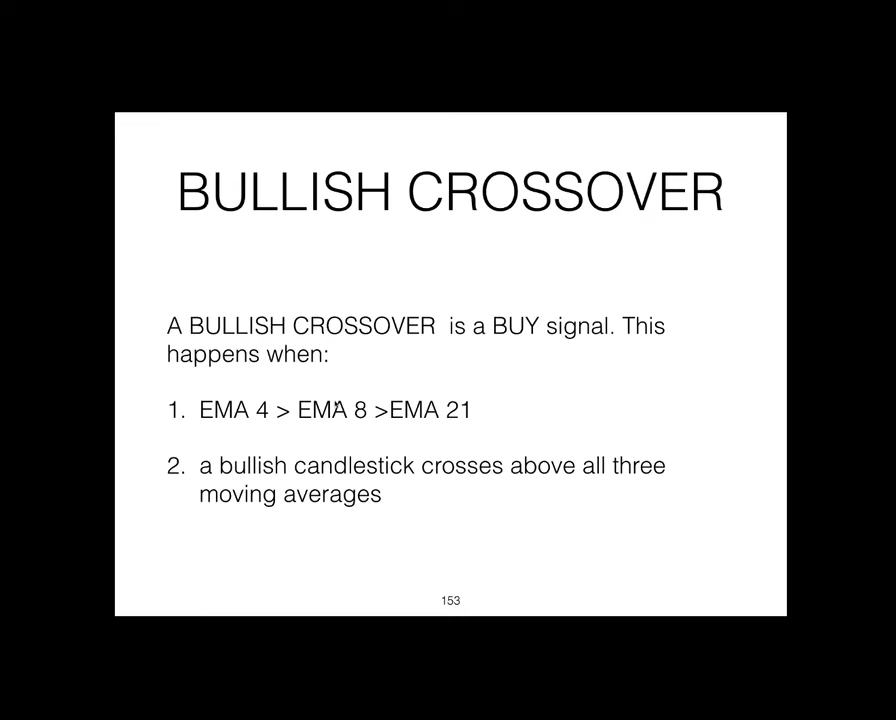 BULLISH CROSSOVER
A BULLISH CROSSOVER is a BUY signal. This
happens when:
1. EMA 4 > EMA 8 >EMA 21
2. a bullish candlestick crosses above all three
moving averages
153